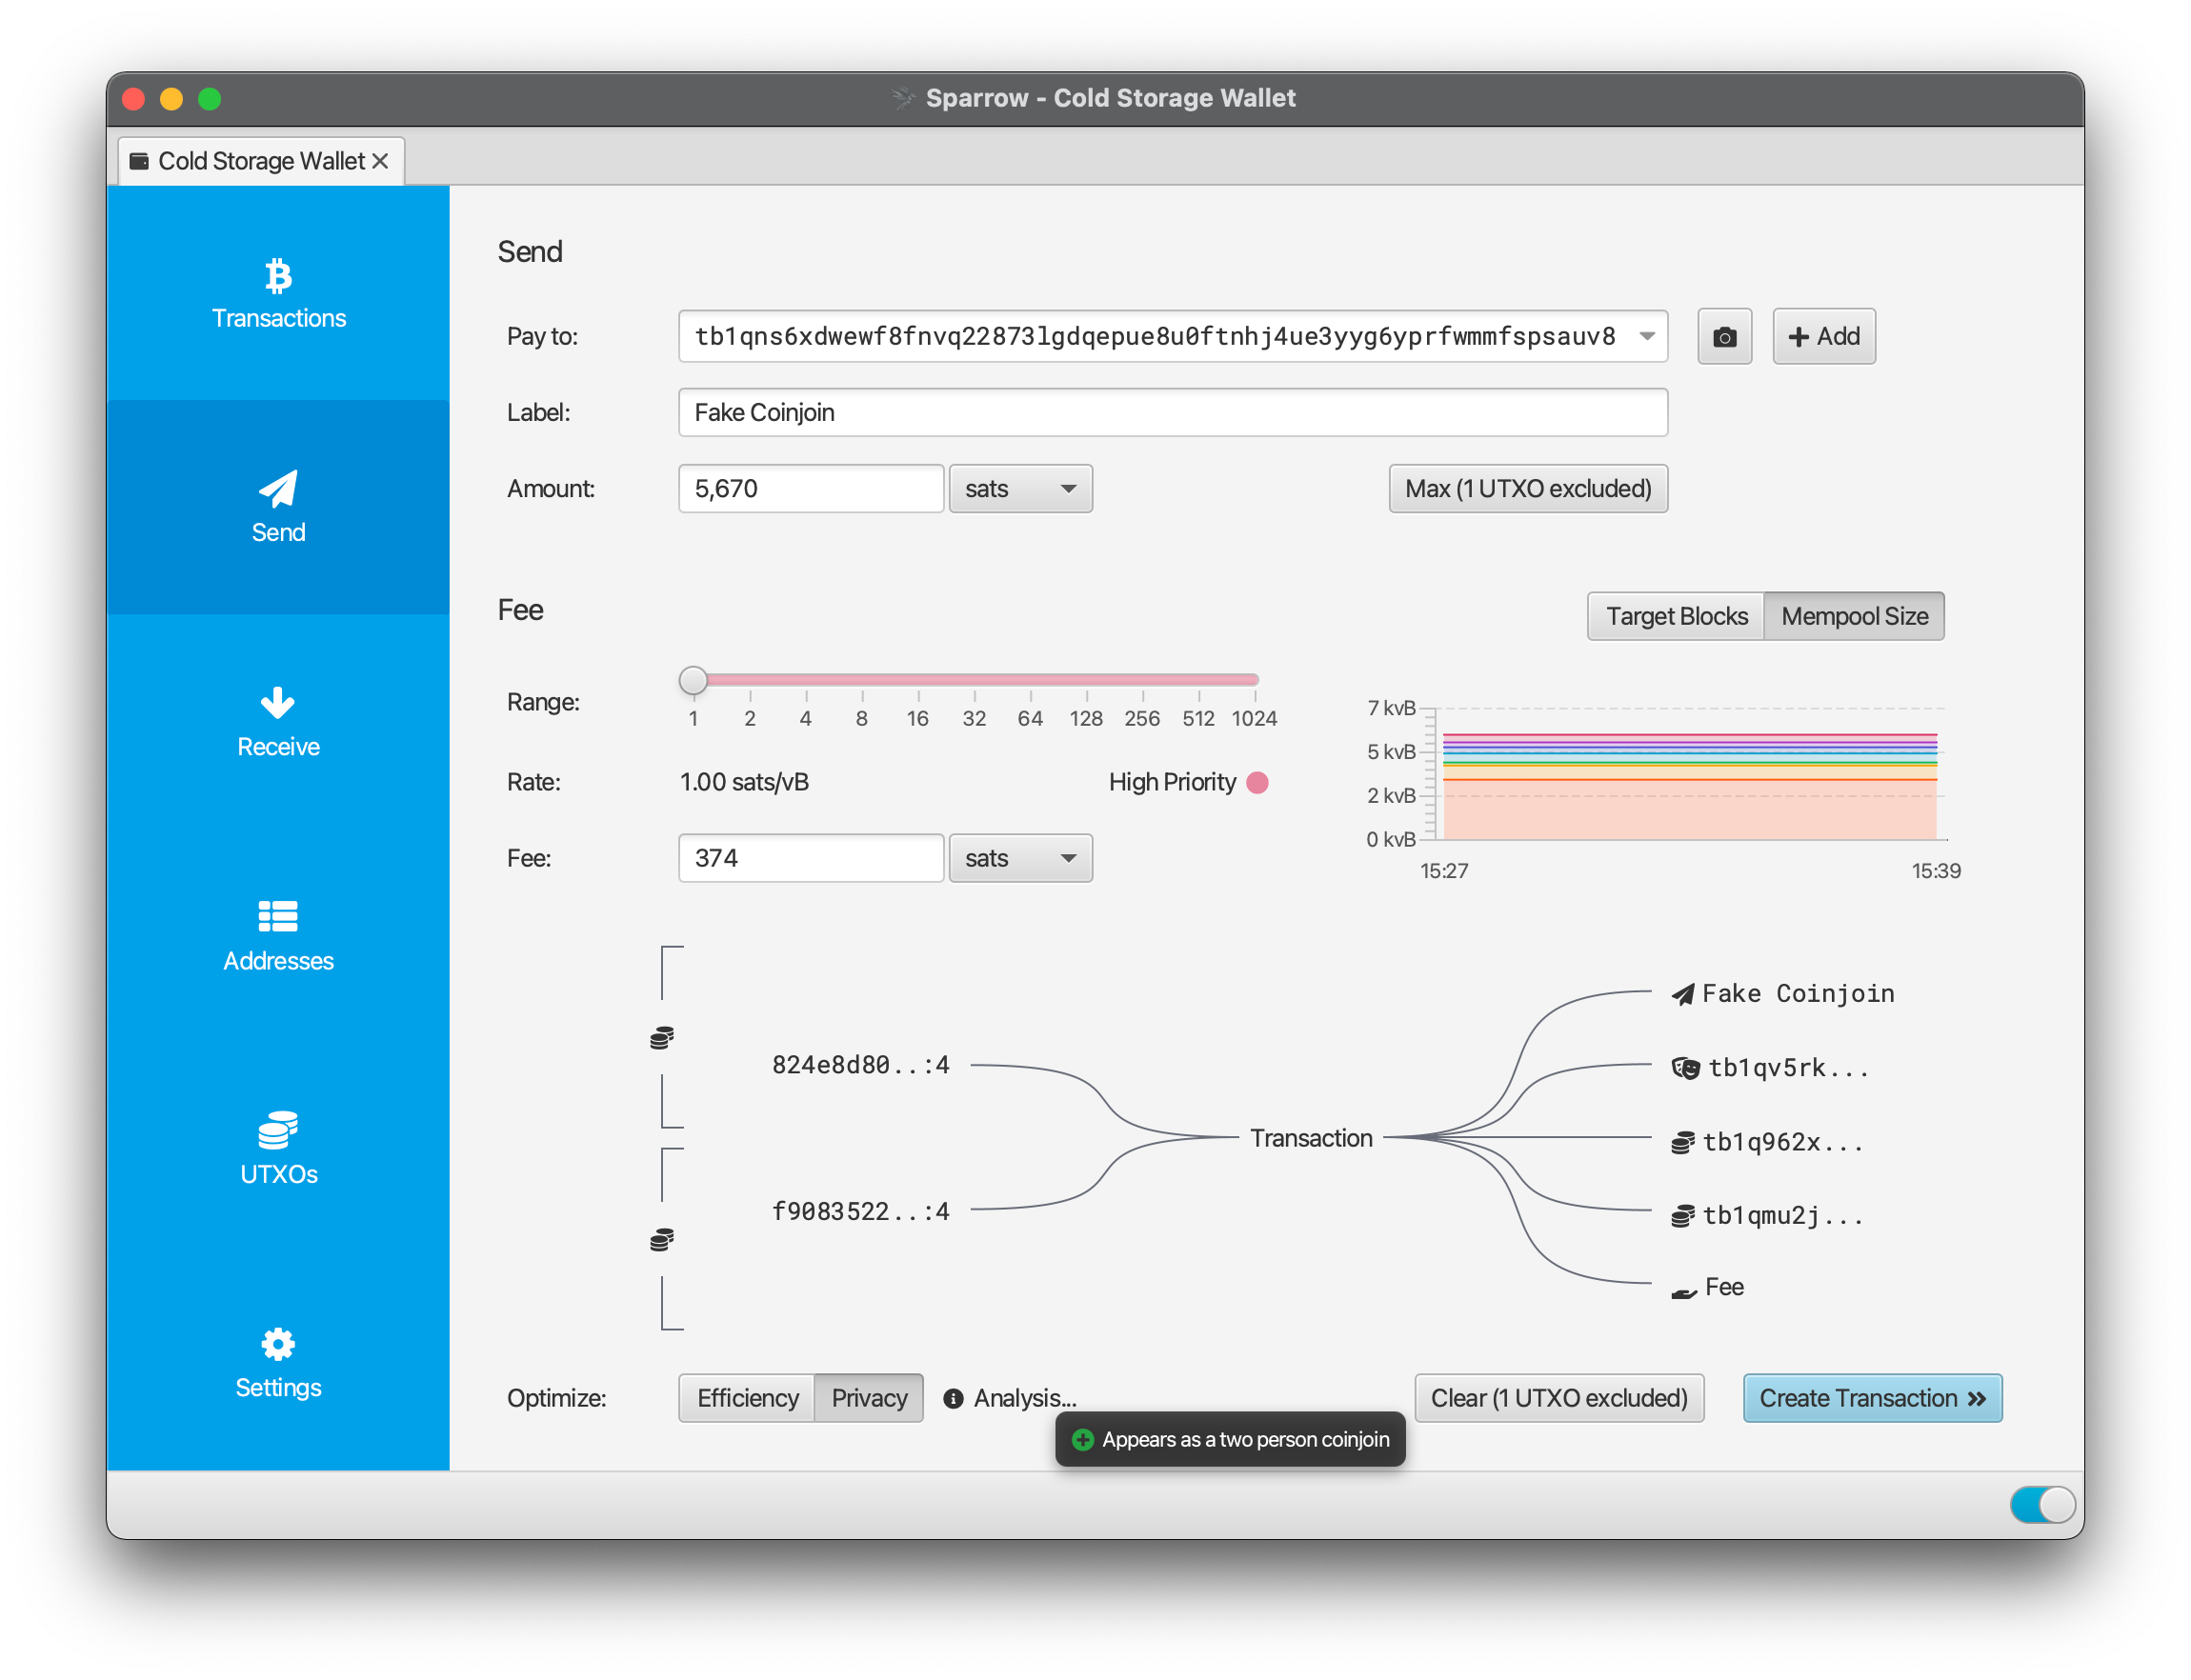 Sparrow - Cold Storage Wallet
Cold Storage Wallet
Transactions
Send
Receive
Addresses
UTXOs
Settings
Send
Pay to:
tb1qns6xdwewf8fnvq22873lgdqepue8u0ftnhj4ue3yyg6yprfwmmfspsauv8
Add
Label:
Fake Coinjoin
Amount:
5,670
sats
Max (1 UTXO excluded)
Fee
Target Blocks
Mempool Size
Range:
1 2 4 8 16 32 64 128 256 512 1024
Rate:
1.00 sats/vB
High Priority
Fee:
374
sats
7 kvB
5 kvB
2 kvB
0 kvB
15:27
15:39
824e8d80..:4
f9083522..:4
Transaction
Fake Coinjoin
tb1qv5rk...
tb1q962x...
tb1qmu2j...
Fee
Optimize:
Efficiency
Privacy
Analysis...
Clear (1 UTXO excluded)
Create Transaction
Appears as a two person coinjoin